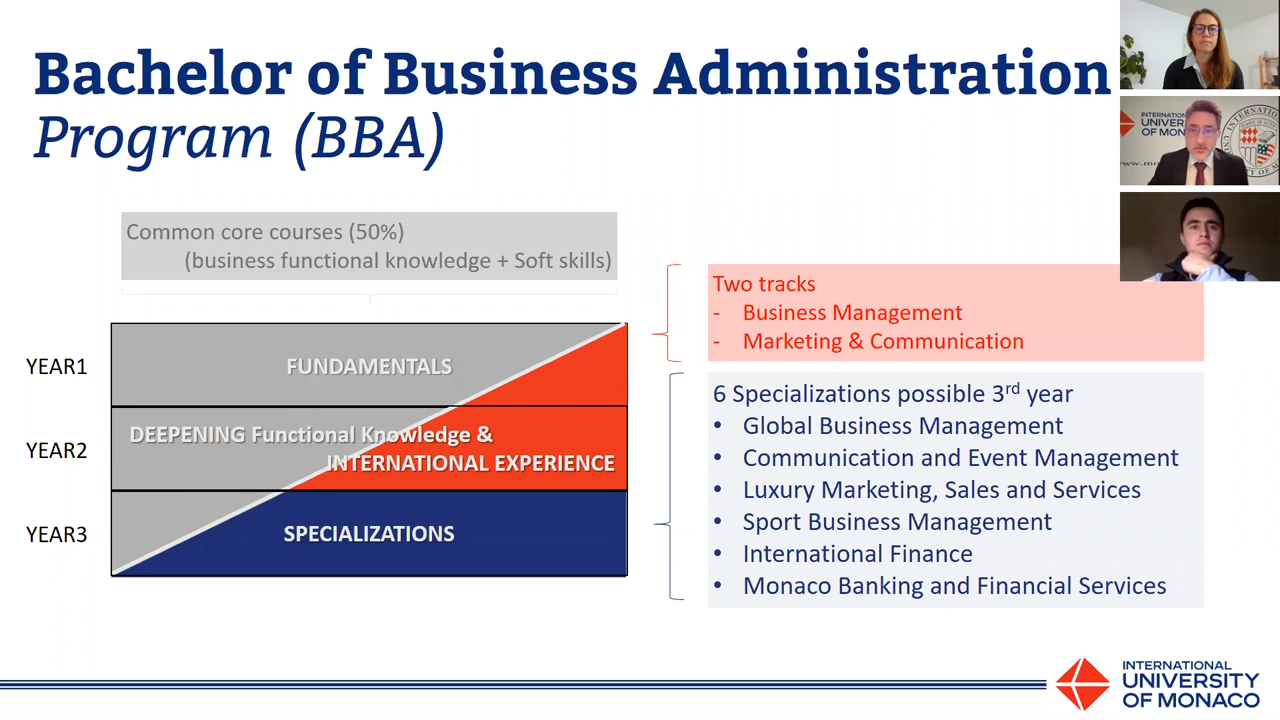 Bachelor of Business Administration
Program (BBA)
Common core courses (50%)
(business functional knowledge + Soft skills)
YEAR1
FUNDAMENTALS
YEAR2
DEEPENING Functional Knowledge &
INTERNATIONAL EXPERIENCE
YEAR3
SPECIALIZATIONS
Two tracks
- Business Management
- Marketing & Communication
6 Specializations possible 3rd year
• Global Business Management
• Communication and Event Management
• Luxury Marketing, Sales and Services
• Sport Business Management
• International Finance
• Monaco Banking and Financial Services
INTERNATIONAL
UNIVERSITY
OF MONACO